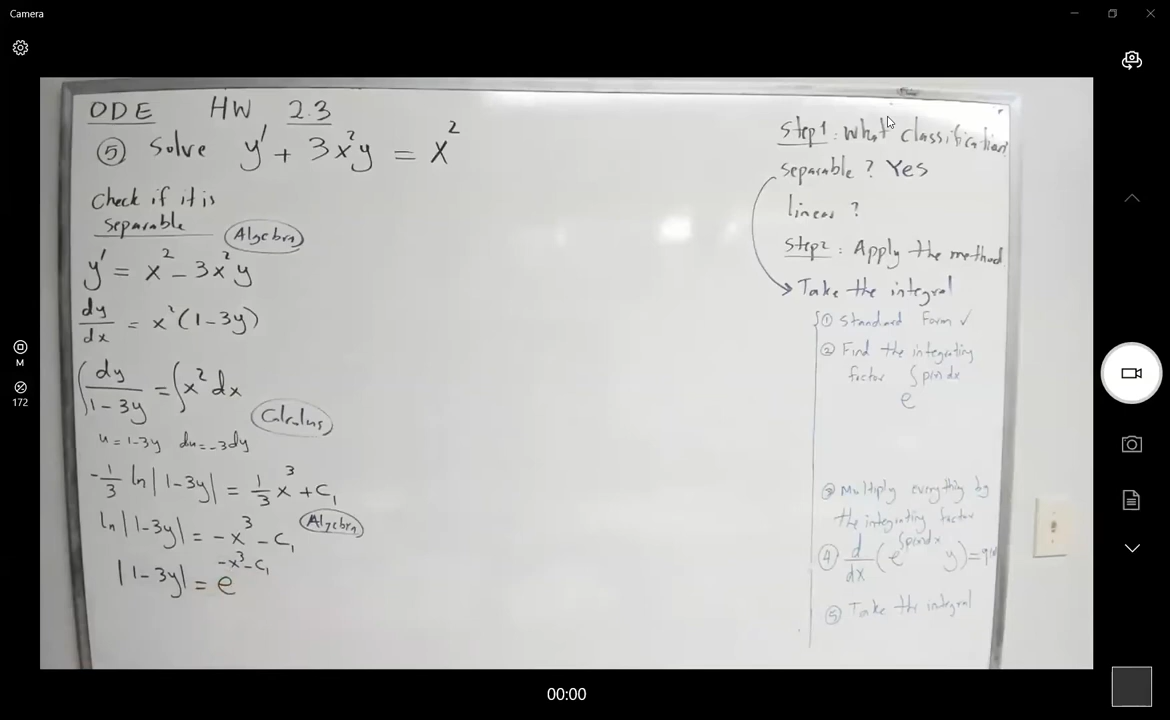 Camera
ODE HW 2.3
⑤ Solve y' + 3x²y = x²
Check if it is
separable
Algebra
y' = x² - 3x²y
dy/dx = x²(1-3y)
∫ dy/(1-3y) = ∫ x² dx
Calculus
u = 1-3y du = -3dy
-1/3 ln|1-3y| = 1/3 x³ + C₁
ln|1-3y| = -x³ - C₁
Algebra
|1-3y| = e^(-x³-C₁)
Step1: What classification
separable? Yes
linear?
Step2: Apply the method
Take the integral
① Standard Form ✓
② Find the integrating
factor ∫p(x)dx
e
③ Multiply everything by
the integrating factor
④ d/dx (e^(∫p(x)dx) y) = q(x)
⑤ Take the integral
M
172
00:00